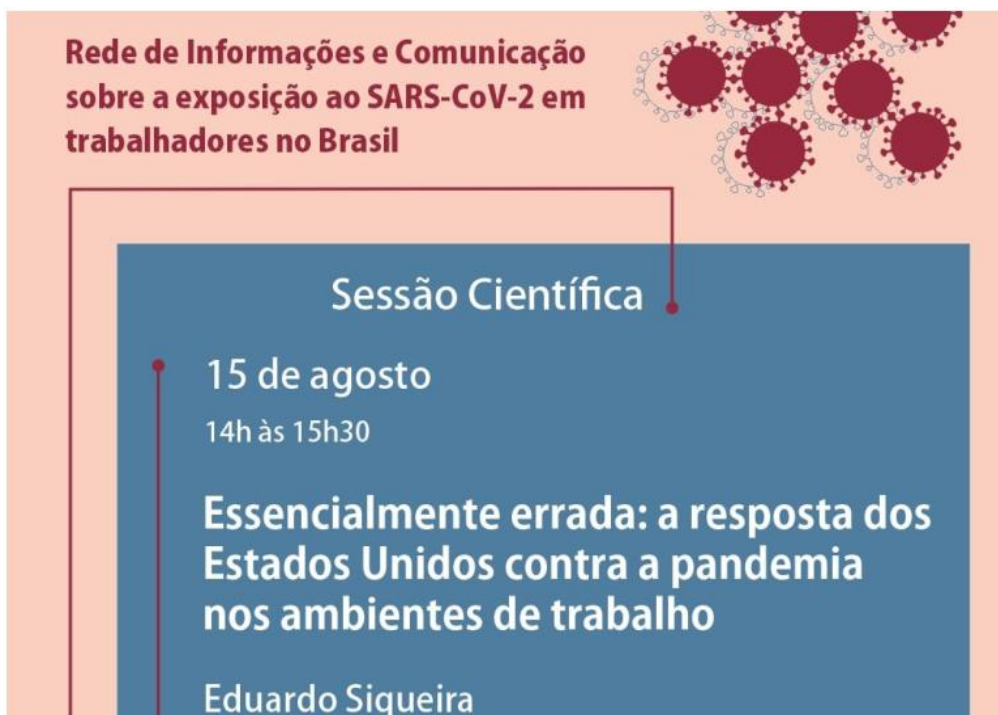 Rede de Informações e Comunicação
sobre a exposição ao SARS-CoV-2 em
trabalhadores no Brasil
Sessão Científica
15 de agosto
14h às 15h30
Essencialmente errada: a resposta dos
Estados Unidos contra a pandemia
nos ambientes de trabalho
Eduardo Siqueira